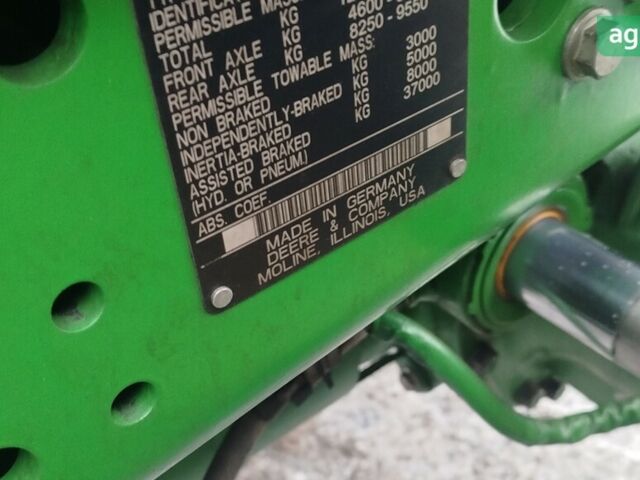 IDENTIFICAT
PERMISSIBLE MAS
TOTAL KG
FRONT AXLE KG 4600-
REAR AXLE KG 8250-9550
PERMISSIBLE TOWABLE MASS:
NON BRAKED KG 3000
INDEPENDENTLY-BRAKED KG 5000
INERTIA-BRAKED KG 8000
ASSISTED BRAKED KG 37000
(HYD. OR PNEUM.)
ABS. COEF.
MADE IN GERMANY
DEERE & COMPANY
MOLINE, ILLINOIS, USA
ag